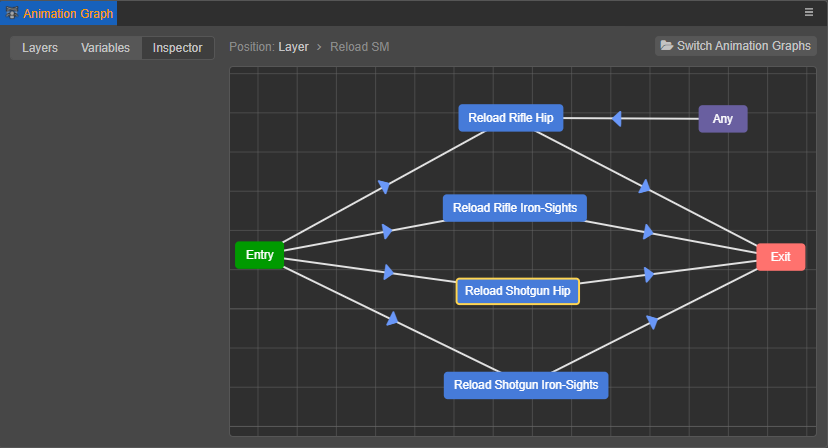 Animation Graph
Layers Variables Inspector Position: Layer > Reload SM Switch Animation Graphs
Reload Rifle Hip Any
Reload Rifle Iron-Sights
Entry Exit
Reload Shotgun Hip
Reload Shotgun Iron-Sights